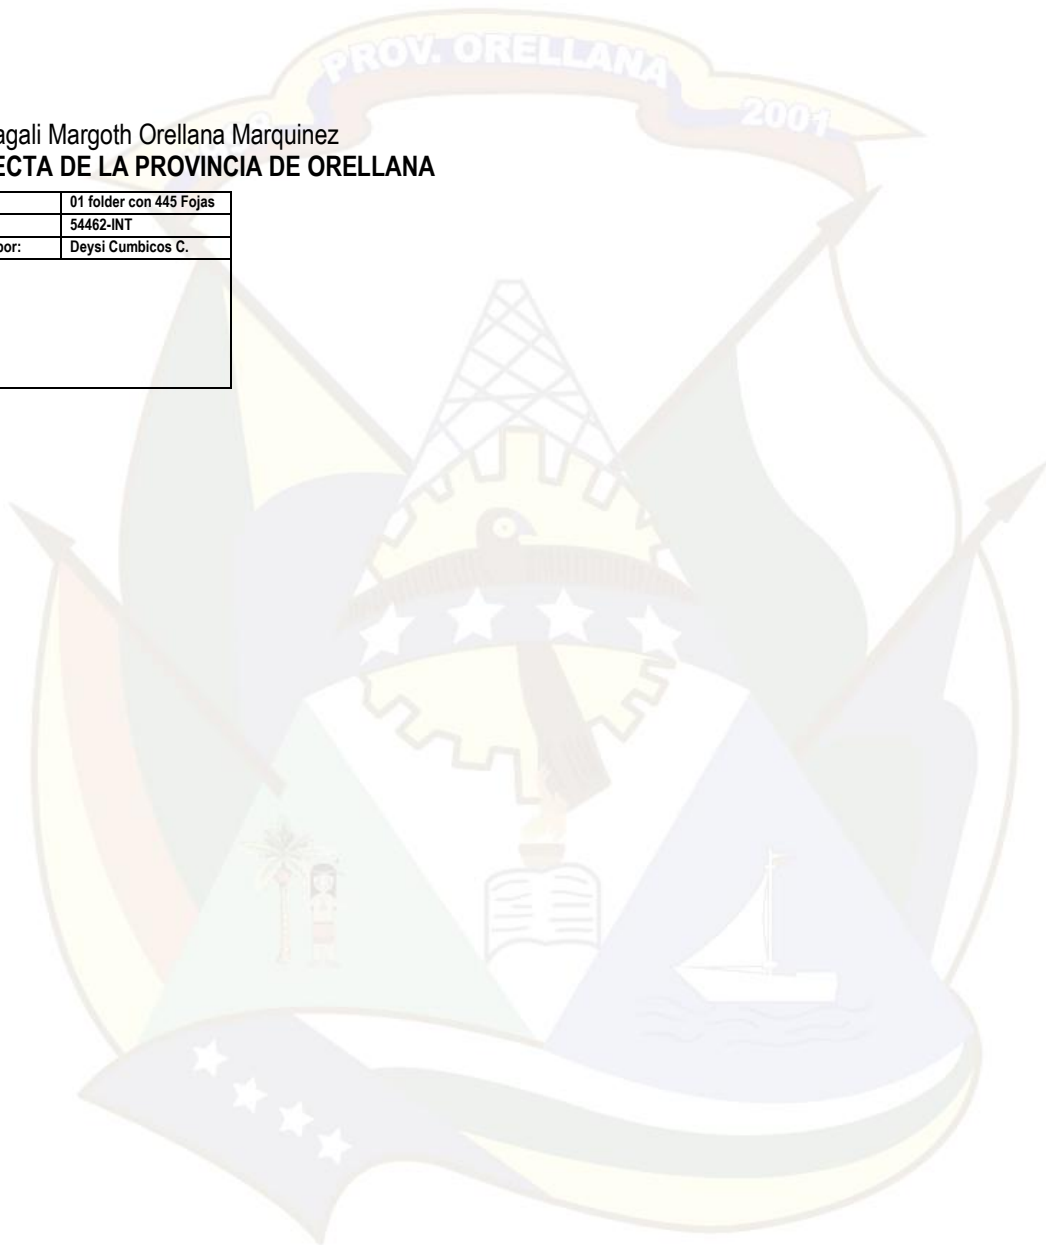 PROV. ORELLANA
2001
agali Margoth Orellana Marquinez
ECTA DE LA PROVINCIA DE ORELLANA
01 folder con 445 Fojas
54462-INT
por: Deysi Cumbicos C.